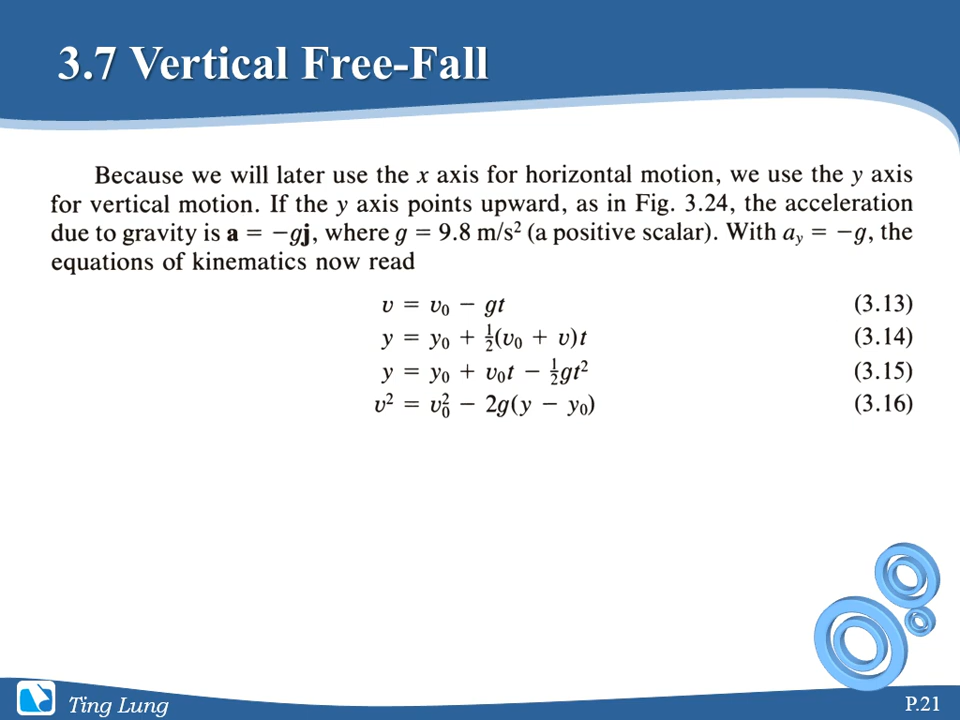 3.7 Vertical Free-Fall
Because we will later use the x axis for horizontal motion, we use the y axis
for vertical motion. If the y axis points upward, as in Fig. 3.24, the acceleration
due to gravity is a = −gj, where g = 9.8 m/s² (a positive scalar). With a_y = −g, the
equations of kinematics now read
v = v₀ − gt (3.13)
y = y₀ + ½(v₀ + v)t (3.14)
y = y₀ + v₀t − ½gt² (3.15)
v² = v₀² − 2g(y − y₀) (3.16)
Ting Lung
P.21